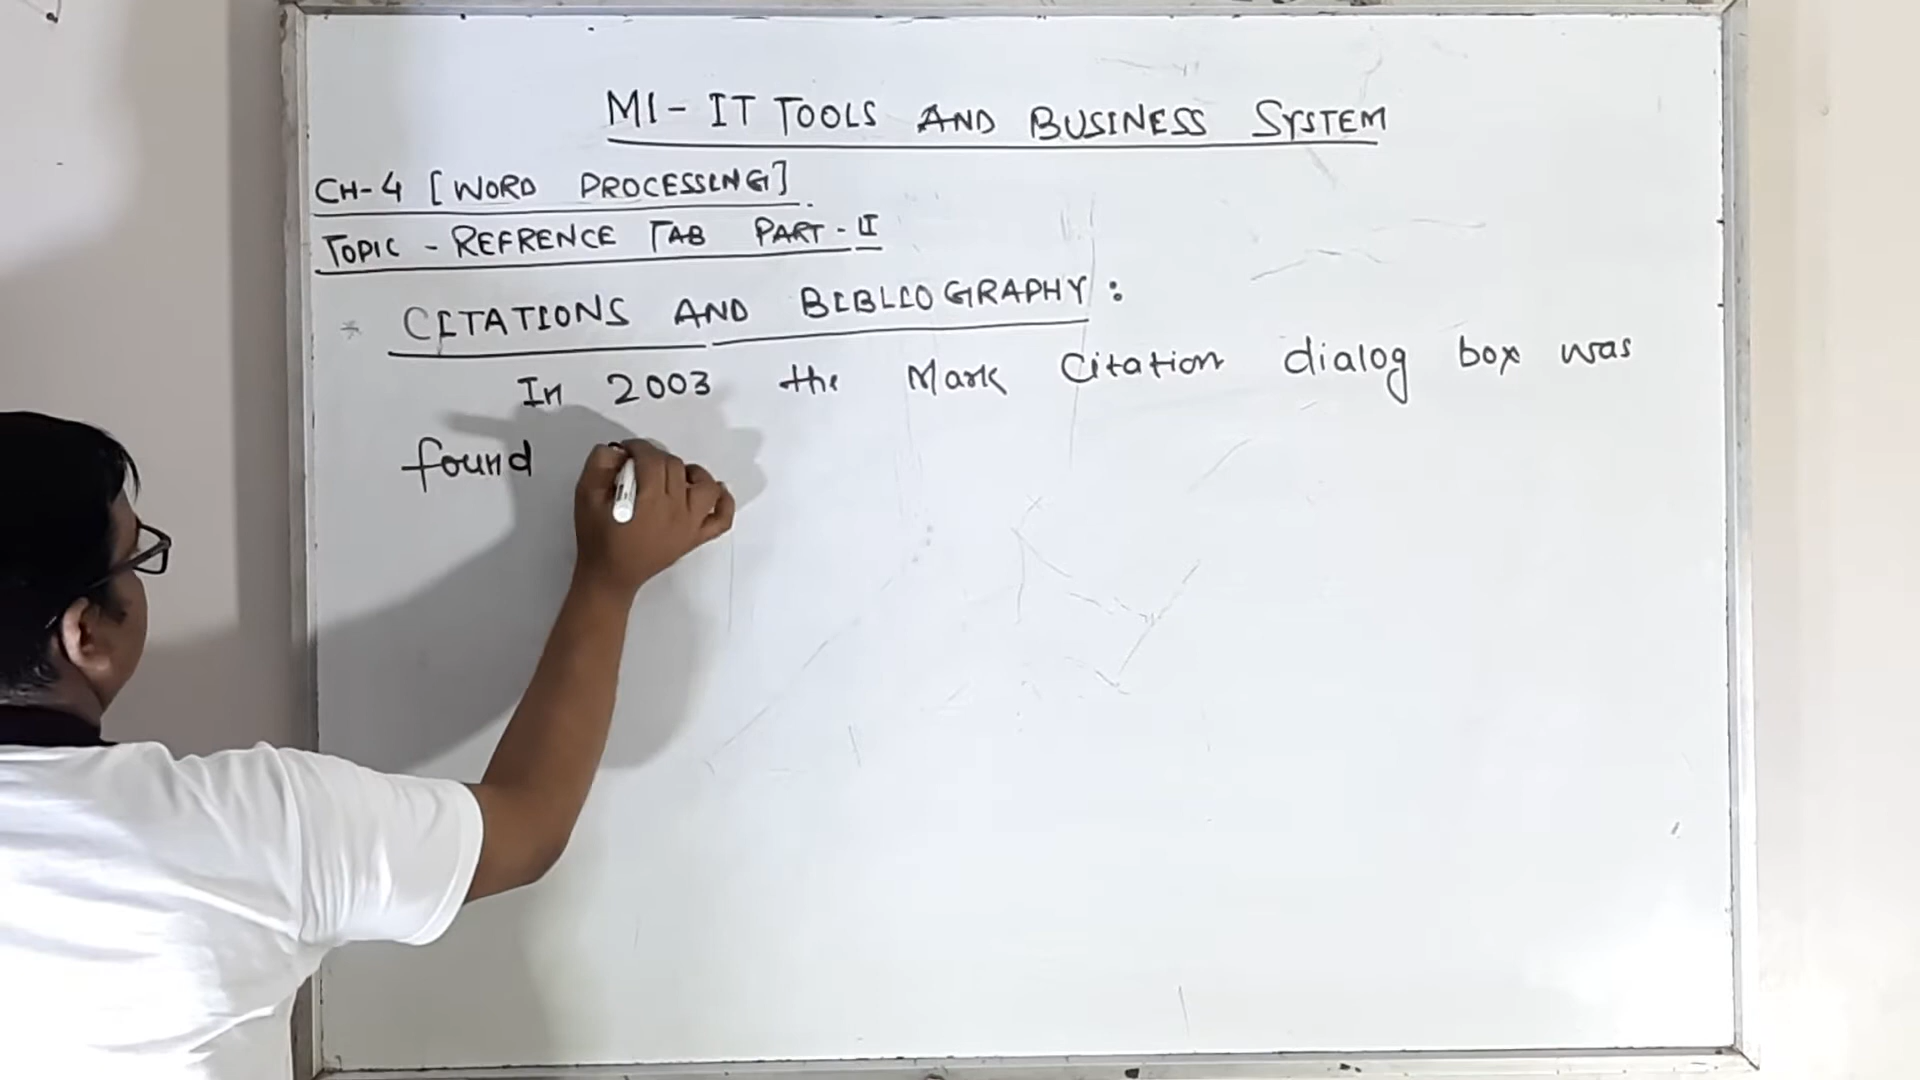 M1 - IT TOOLS AND BUSINESS SYSTEM
CH-4 [WORD PROCESSING]
TOPIC - REFRENCE TAB PART - II
* CITATIONS AND BIBLIOGRAPHY :
In 2003 the Mark Citation dialog box was
found